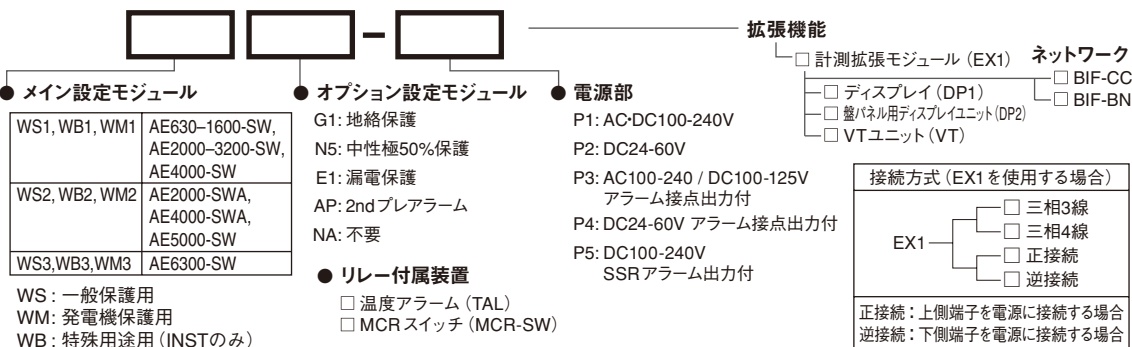 拡張機能
□ 計測拡張モジュール（EX1）
□ ディスプレイ（DP1）
□ 盤パネル用ディスプレイユニット（DP2）
□ VTユニット（VT）
ネットワーク
□ BIF-CC
□ BIF-BN
● メイン設定モジュール
WS1, WB1, WM1 AE630–1600-SW,
AE2000–3200-SW,
AE4000-SW
WS2, WB2, WM2 AE2000-SWA,
AE4000-SWA,
AE5000-SW
WS3,WB3,WM3 AE6300-SW
WS : 一般保護用
WM : 発電機保護用
WB : 特殊用途用（INSTのみ）
● オプション設定モジュール
G1: 地絡保護
N5: 中性極50%保護
E1: 漏電保護
AP: 2ndプレアラーム
NA: 不要
● リレー付属装置
□ 温度アラーム（TAL）
□ MCRスイッチ（MCR-SW）
● 電源部
P1: AC•DC100-240V
P2: DC24-60V
P3: AC100-240 / DC100-125V
アラーム接点出力付
P4: DC24-60V アラーム接点出力付
P5: DC100-240V
SSRアラーム出力付
接続方式（EX1を使用する場合）
EX1
□ 三相3線
□ 三相4線
□ 正接続
□ 逆接続
正接続：上側端子を電源に接続する場合
逆接続：下側端子を電源に接続する場合